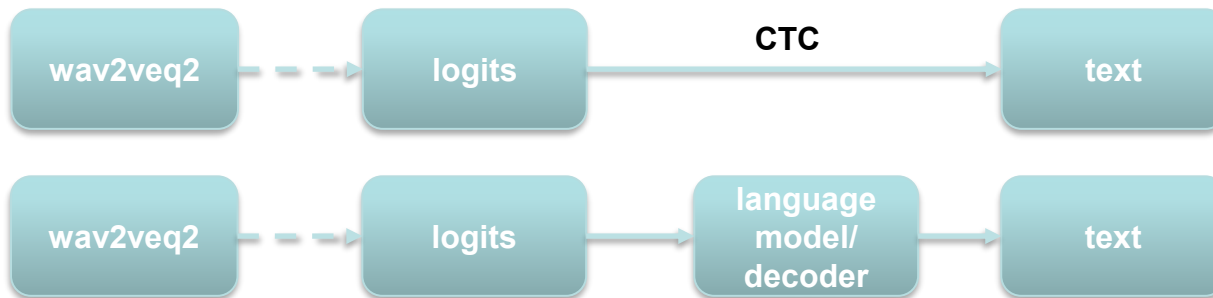 CTC
wav2veq2 logits text
wav2veq2 logits language model/ decoder text